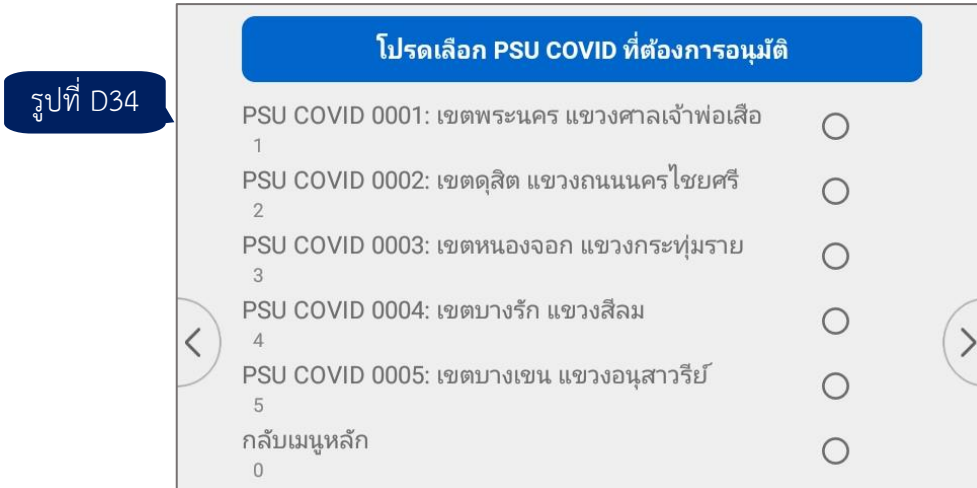 โปรดเลือก PSU COVID ที่ต้องการอนุมัติ
รูปที่ D34
PSU COVID 0001: เขตพระนคร แขวงศาลเจ้าพ่อเสือ
1
PSU COVID 0002: เขตดุสิต แขวงถนนนครไชยศรี
2
PSU COVID 0003: เขตหนองจอก แขวงกระทุ่มราย
3
PSU COVID 0004: เขตบางรัก แขวงสีลม
4
PSU COVID 0005: เขตบางเขน แขวงอนุสาวรีย์
5
กลับเมนูหลัก
0